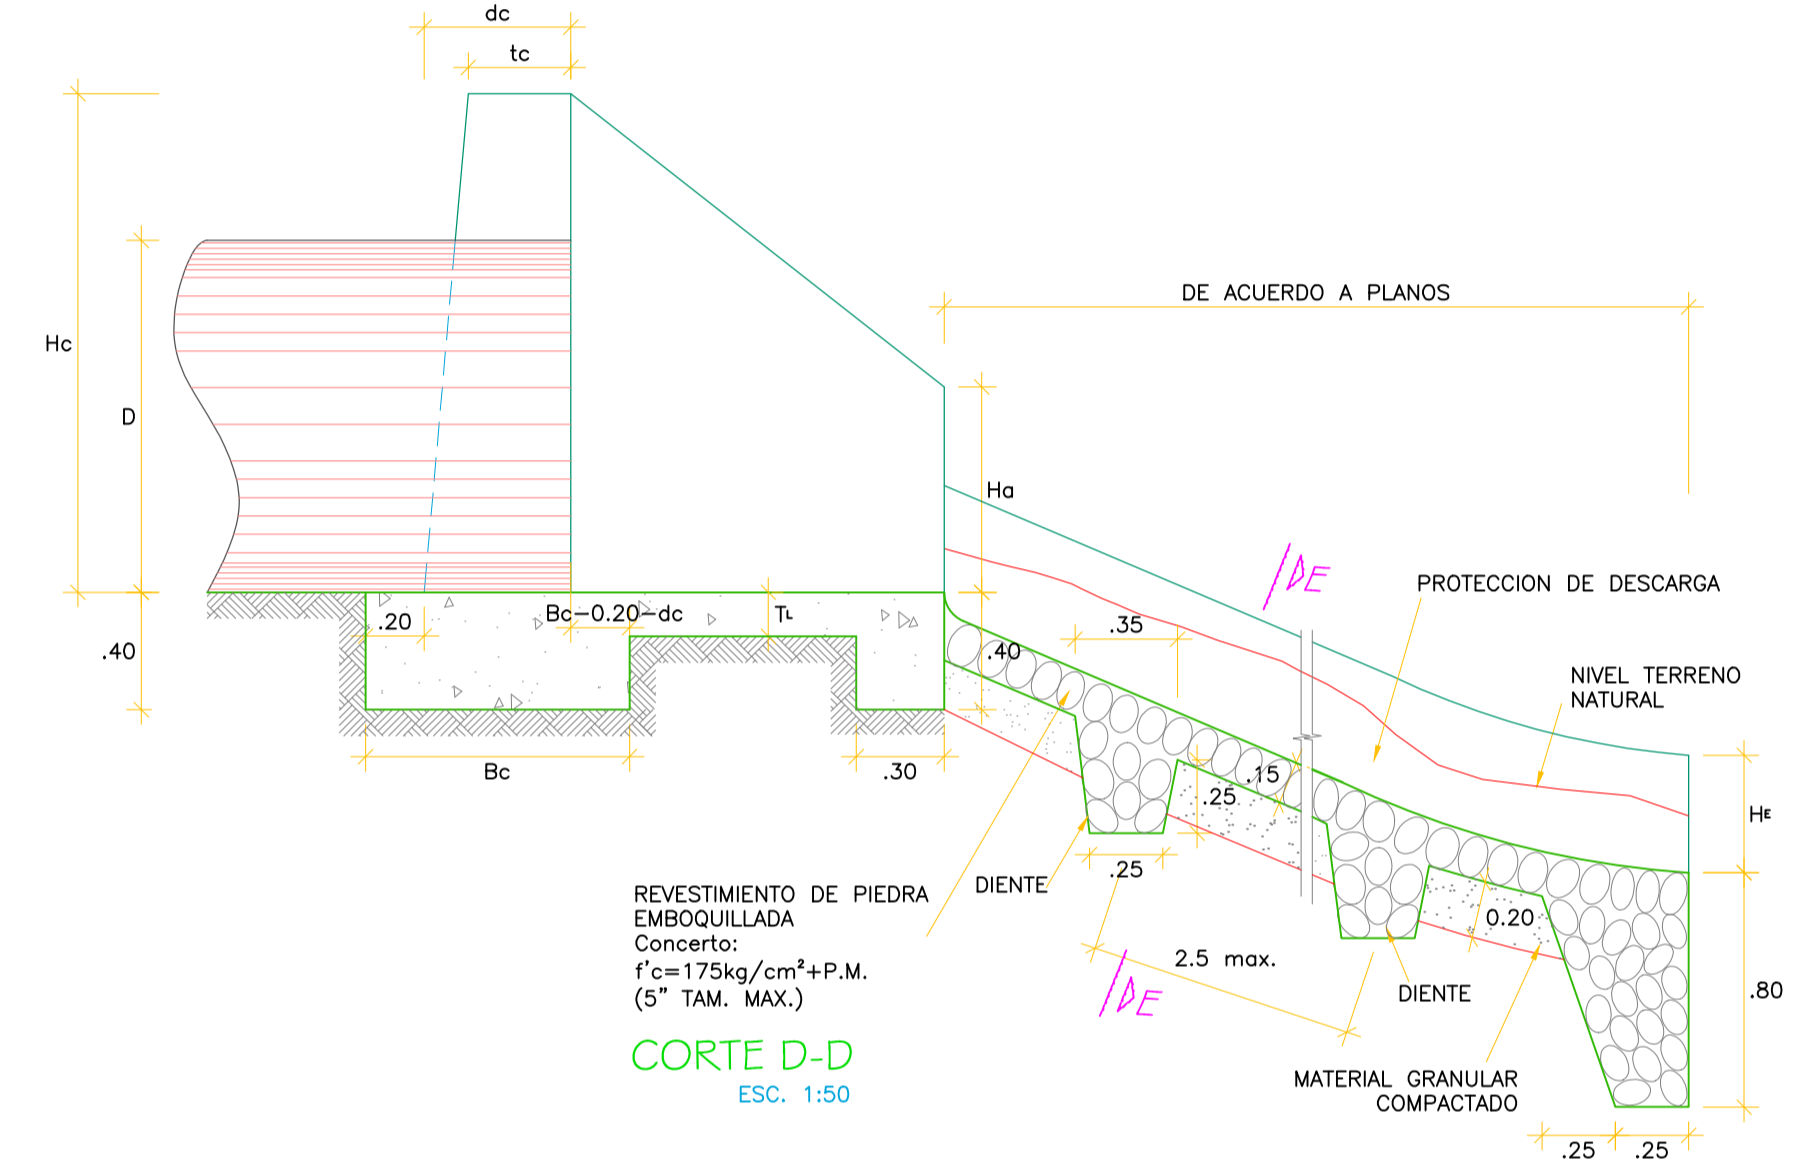 dc
tc
DE ACUERDO A PLANOS
Hc
D
Ha
DE
PROTECCION DE DESCARGA
.20
Bc-0.20-dc
TL
.35
.40
.40
NIVEL TERRENO
NATURAL
Bc
.30
.15
.25
HE
.25
DIENTE
REVESTIMIENTO DE PIEDRA
EMBOQUILLADA
Concerto:
f'c=175kg/cm²+P.M.
(5" TAM. MAX.)
0.20
2.5 max.
DE
DIENTE
.80
CORTE D-D
ESC. 1:50
MATERIAL GRANULAR
COMPACTADO
.25
.25